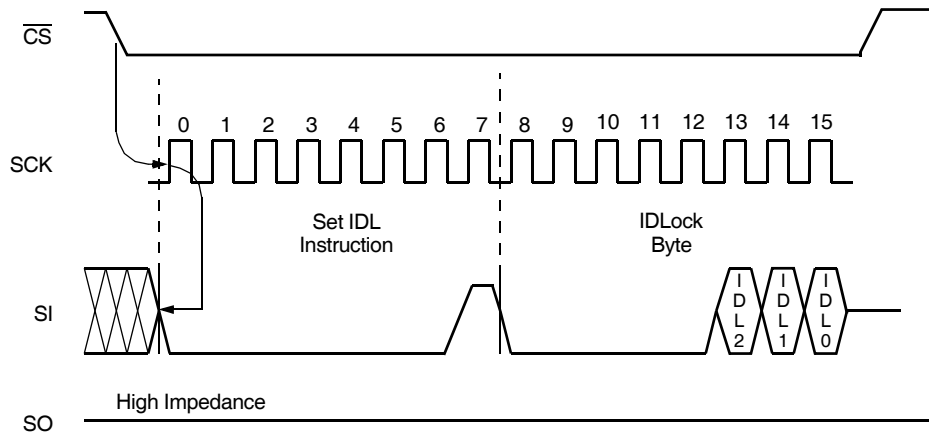 CS
SCK
0 1 2 3 4 5 6 7 8 9 10 11 12 13 14 15
Set IDL
Instruction
IDLock
Byte
SI
IDL2
IDL1
IDL0
High Impedance
SO